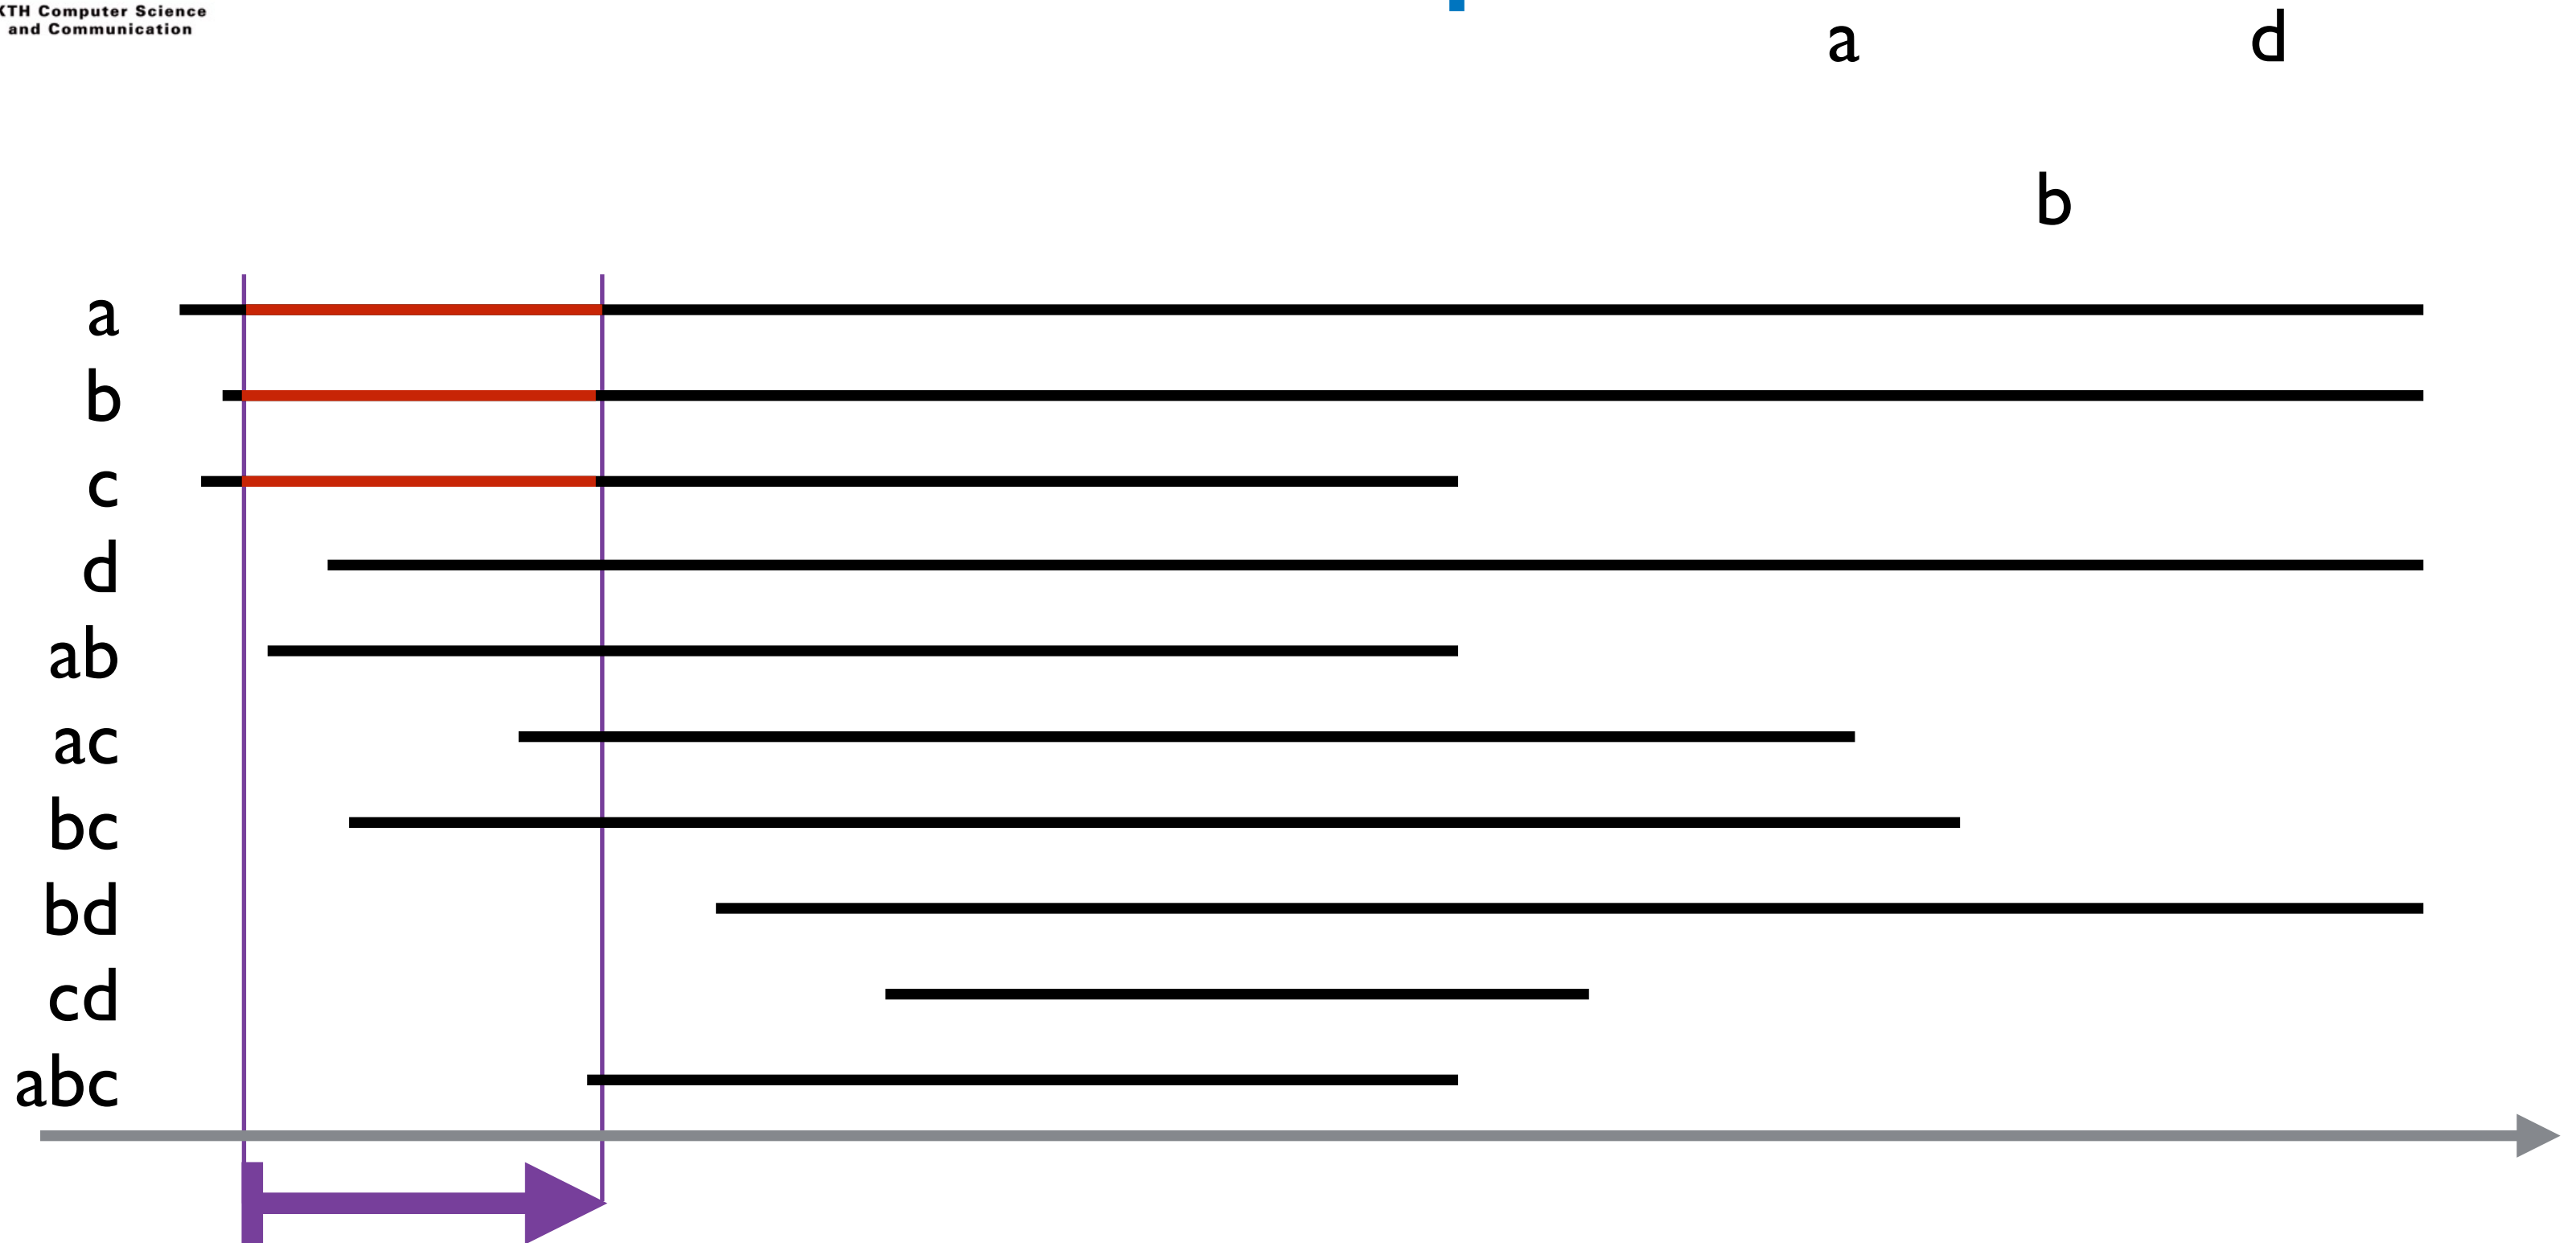 KTH Computer Science
and Communication
a d
b
a
b
c
d
ab
ac
bc
bd
cd
abc